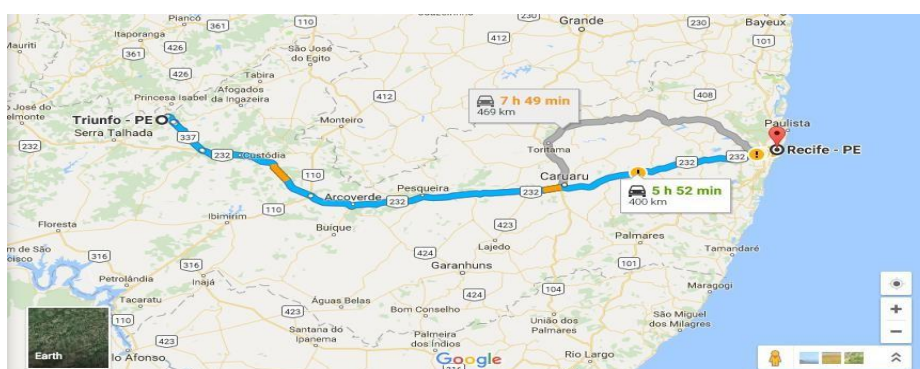 Pianco
361
110
Grande
230
230
Bayeux
Mauriti
Itaporanga
426
São José
do Egito
412
101
361
426
Tabira
Princesa Isabel
Afogados
da Ingazeira
412
408
7 h 49 min
469 km
São José do
Belmonte
Triunfo - PE
Serra Talhada
Monteiro
Paulista
337
Toritama
Recife - PE
232
232
Custódia
232
232
110
Caruaru
Arcoverde
232
Pesqueira
232
5 h 52 min
400 km
Floresta
Ibimirim
110
Buíque
423
Palmares
316
424
Lajedo
Tamandaré
316
Garanhuns
101
Petrolândia
Inajá
Maragogi
Tacaratu
424
104
110
Águas Belas
Bom Conselho
União dos
Palmares
São Miguel
dos Milagres
423
Santana do
Ipanema
Palmeira
dos Índios
Earth
lo Afonso
423
Google
316
Rio Largo